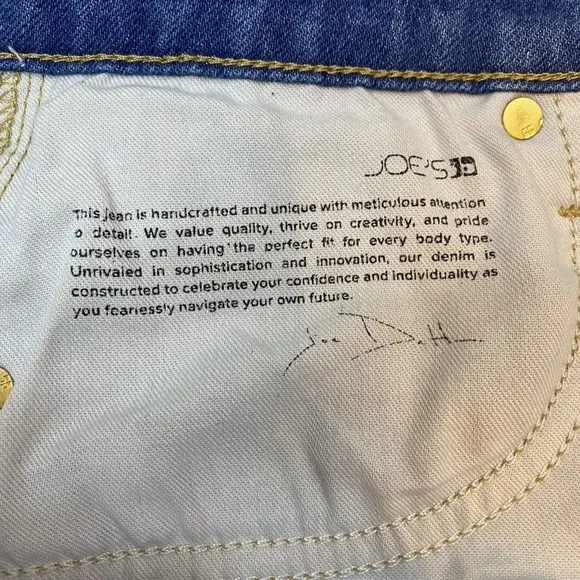 JOE'S
This jean is handcrafted and unique with meticulous attention
o detail. We value quality, thrive on creativity, and pride
ourselves on having the perfect fit for every body type.
Unrivaled in sophistication and innovation, our denim is
constructed to celebrate your confidence and individuality as
you fearlessly navigate your own future.
Joe